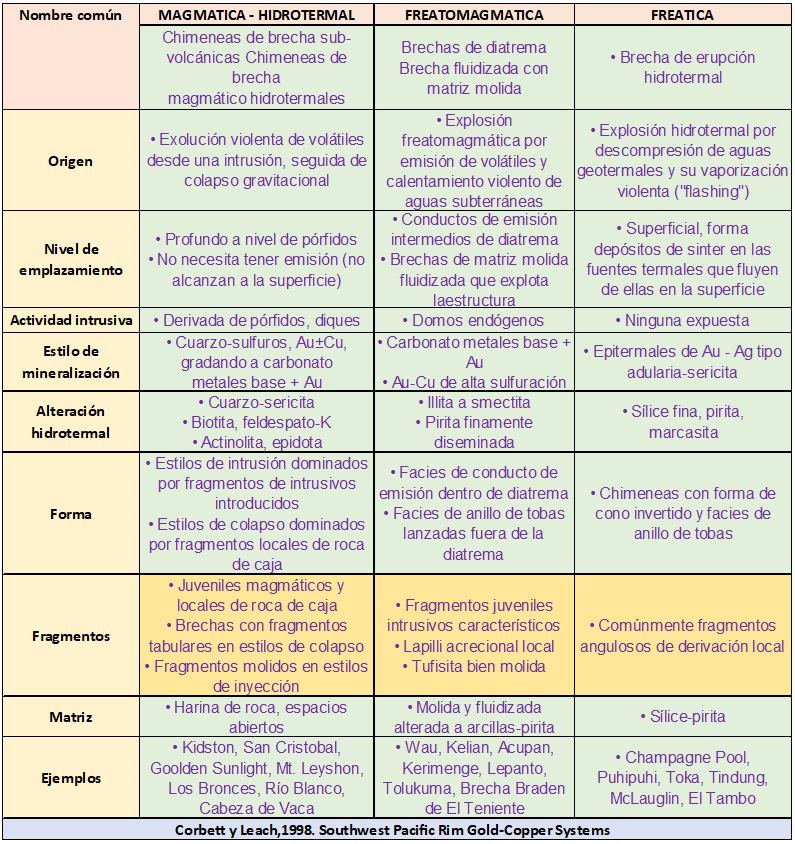 Nombre común
MAGMATICA - HIDROTERMAL
FREATOMAGMATICA
FREATICA
Chimeneas de brecha sub-
volcánicas Chimeneas de
brecha
magmático hidrotermales
Brechas de diatrema
Brecha fluidizada con
matriz molida
• Brecha de erupción
hidrotermal
Origen
• Exolución violenta de volátiles
desde una intrusión, seguida de
colapso gravitacional
• Explosión
freatomagmática por
emisión de volátiles y
calentamiento violento de
aguas subterráneas
• Explosión hidrotermal por
descompresión de aguas
geotermales y su vaporización
violenta ("flashing")
Nivel de
emplazamiento
• Profundo a nivel de pórfidos
• No necesita tener emisión (no
alcanzan a la superficie)
• Conductos de emisión
intermedios de diatrema
• Brechas de matriz molida
fluidizada que explota
laestructura
• Superficial, forma
depósitos de sinter en las
fuentes termales que fluyen
de ellas en la superficie
Actividad intrusiva
• Derivada de pórfidos, diques
• Domos endógenos
• Ninguna expuesta
Estilo de
mineralización
• Cuarzo-sulfuros, Au±Cu,
gradando a carbonato
metales base + Au
• Carbonato metales base +
Au
• Au-Cu de alta sulfuración
• Epitermales de Au - Ag tipo
adularia-sericita
Alteración
hidrotermal
• Cuarzo-sericita
• Biotita, feldespato-K
• Actinolita, epidota
• Illita a smectita
• Pirita finamente
diseminada
• Sílice fina, pirita,
marcasita
Forma
• Estilos de intrusión dominados
por fragmentos de intrusivos
introducidos
• Estilos de colapso dominados
por fragmentos locales de roca
de caja
• Facies de conducto de
emisión dentro de diatrema
• Facies de anillo de tobas
lanzadas fuera de la
diatrema
• Chimeneas con forma de
cono invertido y facies de
anillo de tobas
Fragmentos
• Juveniles magmáticos y
locales de roca de caja
• Brechas con fragmentos
tabulares en estilos de colapso
• Fragmentos molidos en estilos
de inyección
• Fragmentos juveniles
intrusivos característicos
• Lapilli acrecional local
• Tufisita bien molida
• Comúnmente fragmentos
angulosos de derivación local
Matriz
• Harina de roca, espacios
abiertos
• Molida y fluidizada
alterada a arcillas-pirita
• Sílice-pirita
Ejemplos
• Kidston, San Cristobal,
Goolden Sunlight, Mt. Leyshon,
Los Bronces, Río Blanco,
Cabeza de Vaca
• Wau, Kelian, Acupan,
Kerimenge, Lepanto,
Tolukuma, Brecha Braden
de El Teniente
• Champagne Pool,
Puhipuhi, Toka, Tindung,
McLauglin, El Tambo
Corbett y Leach,1998. Southwest Pacific Rim Gold-Copper Systems